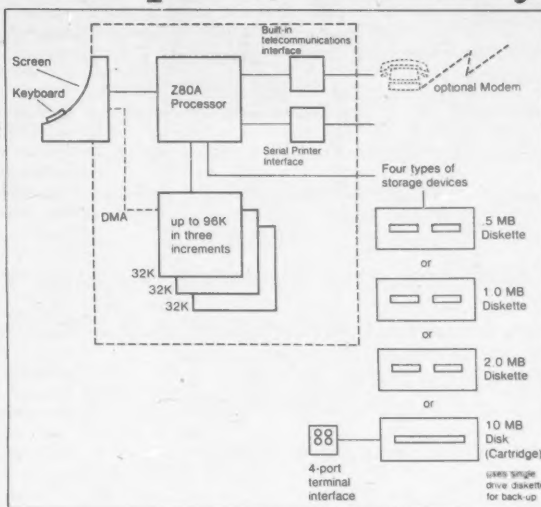 Built-in
telecommunications
interface
Screen
Keyboard
Z80A
Processor
optional Modem
Serial Printer
Interface
Four types of
storage devices
DMA
up to 96K
in three
increments
32K
32K
32K
.5 MB
Diskette
or
1.0 MB
Diskette
or
2.0 MB
Diskette
or
10 MB
Disk
(Cartridge)
4-port
terminal
interface
uses single
drive diskette
for back-up